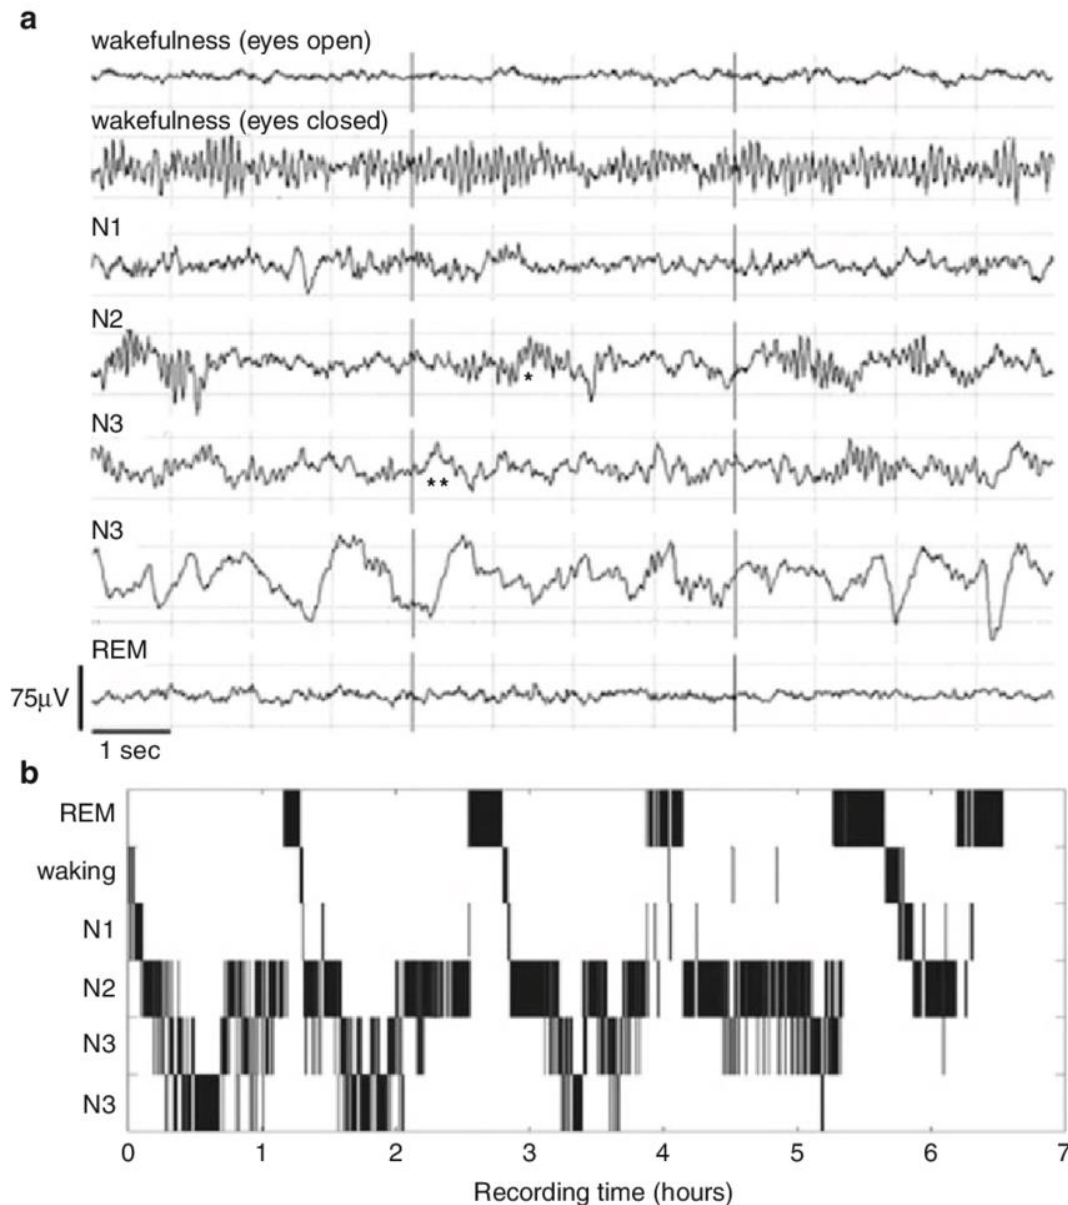 a
wakefulness (eyes open)
wakefulness (eyes closed)
N1
N2
*
N3
**
N3
REM
75μV
1 sec
b
REM
waking
N1
N2
N3
N3
0 1 2 3 4 5 6 7
Recording time (hours)